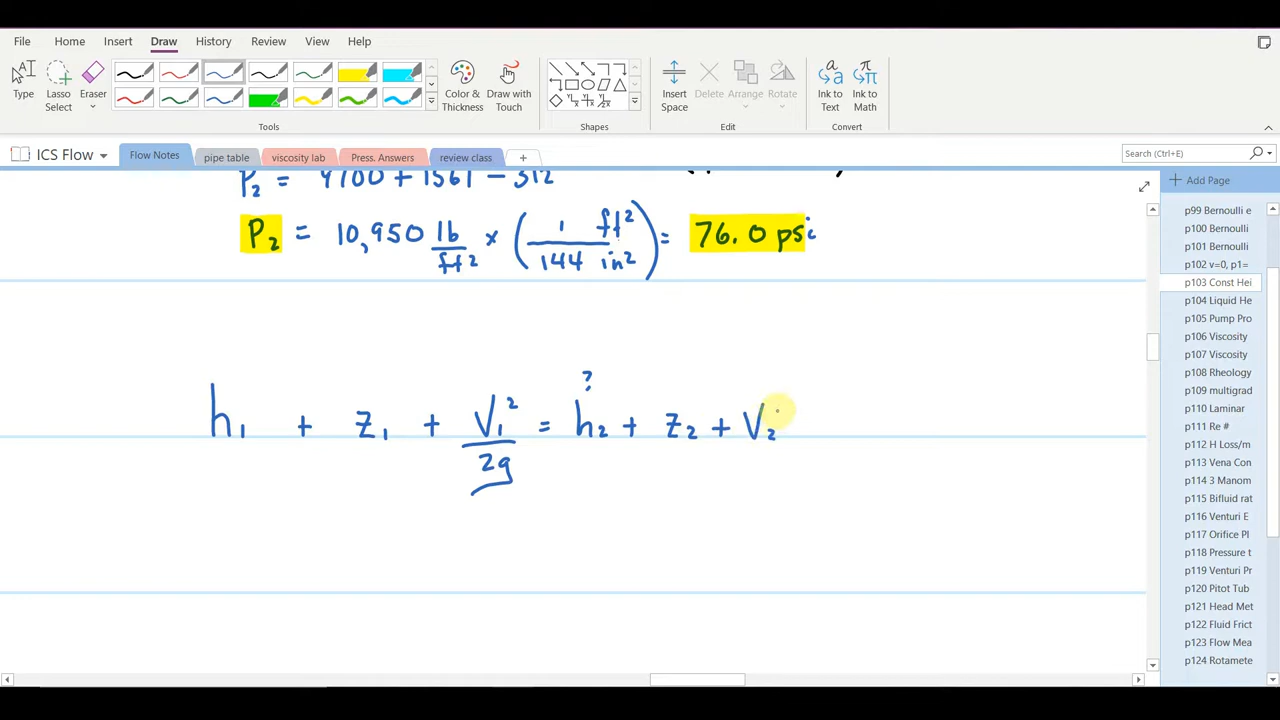 File Home Insert Draw History Review View Help
Type Lasso Select Eraser Color & Thickness Draw with Touch Insert Space Delete Arrange Rotate Ink to Text Ink to Math
Tools Shapes Edit Convert
ICS Flow Flow Notes pipe table viscosity lab Press. Answers review class + Search (Ctrl+E)
Add Page
P₂ = 9700 + 1561 - 312
P₂ = 10,950 lb/ft² × (1 ft²/144 in²) = 76.0 psi
?
h₁ + z₁ + V₁²/2g = h₂ + z₂ + V₂
p99 Bernoulli e
p100 Bernoulli
p101 Bernoulli
p102 v=0, p1=
p103 Const Hei
p104 Liquid He
p105 Pump Pro
p106 Viscosity
p107 Viscosity
p108 Rheology
p109 multigrad
p110 Laminar
p111 Re #
p112 H Loss/m
p113 Vena Con
p114 3 Manom
p115 Bifluid rat
p116 Venturi E
p117 Orifice Pl
p118 Pressure t
p119 Venturi Pr
p120 Pitot Tub
p121 Head Met
p122 Fluid Frict
p123 Flow Mea
p124 Rotamete